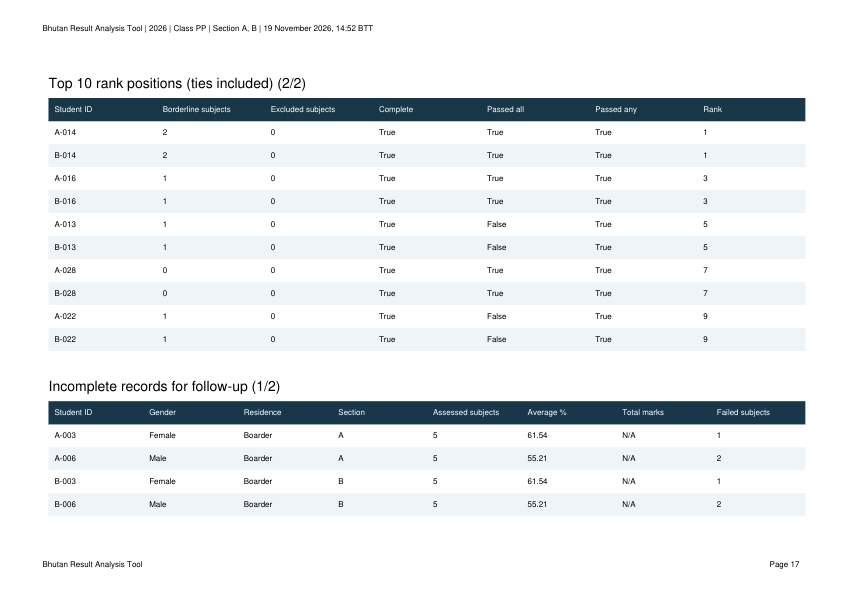 Bhutan Result Analysis Tool | 2026 | Class PP | Section A, B | 19 November 2026, 14:52 BTT
Top 10 rank positions (ties included) (2/2)
Student ID Borderline subjects Excluded subjects Complete Passed all Passed any Rank
A-014 2 0 True True True 1
B-014 2 0 True True True 1
A-016 1 0 True True True 3
B-016 1 0 True True True 3
A-013 1 0 True False True 5
B-013 1 0 True False True 5
A-028 0 0 True True True 7
B-028 0 0 True True True 7
A-022 1 0 True False True 9
B-022 1 0 True False True 9
Incomplete records for follow-up (1/2)
Student ID Gender Residence Section Assessed subjects Average % Total marks Failed subjects
A-003 Female Boarder A 5 61.54 N/A 1
A-006 Male Boarder A 5 55.21 N/A 2
B-003 Female Boarder B 5 61.54 N/A 1
B-006 Male Boarder B 5 55.21 N/A 2
Bhutan Result Analysis Tool Page 17